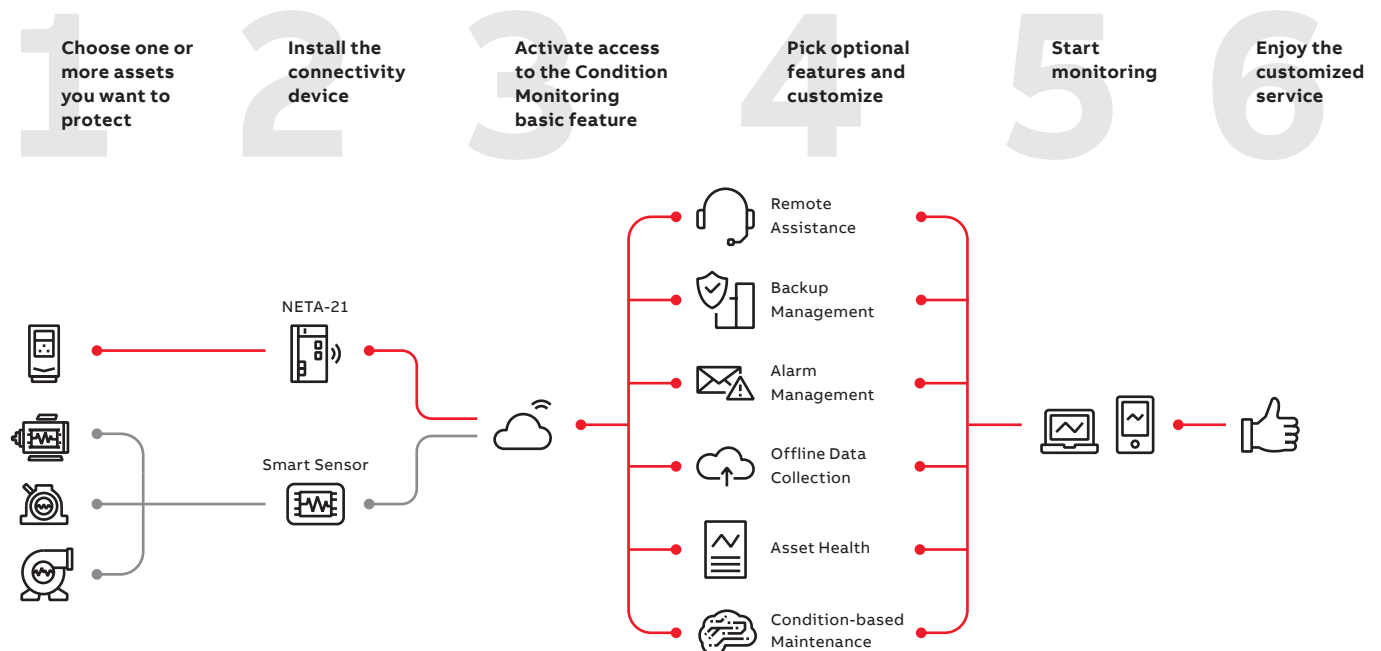 1
Choose one or
more assets
you want to
protect
2
Install the
connectivity
device
3
Activate access
to the Condition
Monitoring
basic feature
4
Pick optional
features and
customize
5
Start
monitoring
6
Enjoy the
customized
service
NETA-21
Smart Sensor
Remote
Assistance
Backup
Management
Alarm
Management
Offline Data
Collection
Asset Health
Condition-based
Maintenance